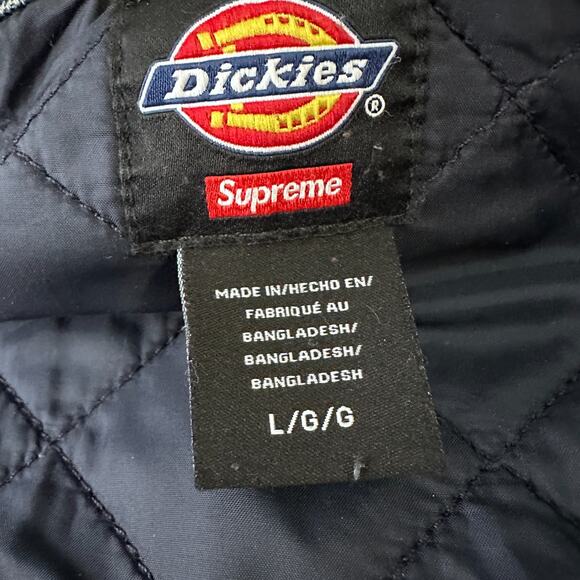 Dickies
®
Supreme
MADE IN/HECHO EN/
FABRIQUÉ AU
BANGLADESH/
BANGLADESH/
BANGLADESH
L/G/G